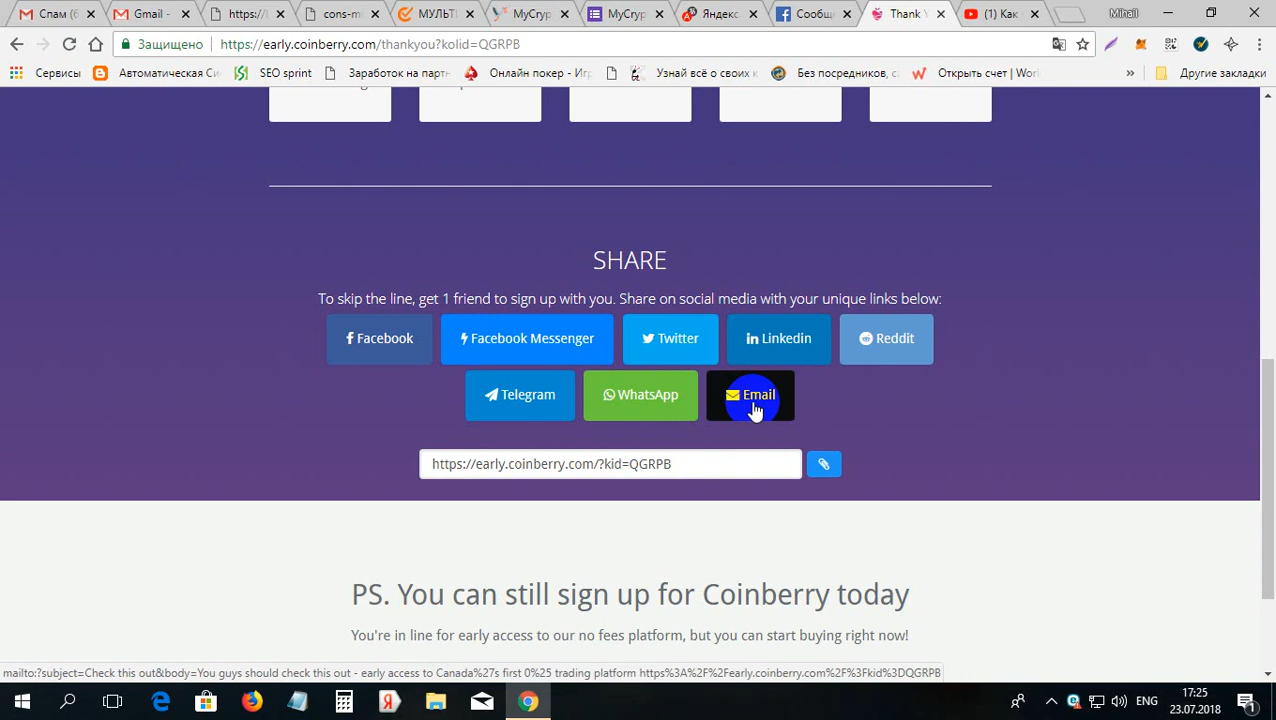 Спам (6
Gmail -
https://l
cons-m
МУЛЬТ
MyCryp
MyCryp
Яндекс
Сообщ
Thank Y
(1) Как
Mihail
Защищено
https://early.coinberry.com/thankyou?kolid=QGRPB
Сервисы
Автоматическая Си
SEO sprint
Заработок на партн
Онлайн покер - Игр
Узнай всё о своих к
Без посредников, са
Открыть счет | Worl
»
Другие закладки
SHARE
To skip the line, get 1 friend to sign up with you. Share on social media with your unique links below:
Facebook
Facebook Messenger
Twitter
Linkedin
Reddit
Telegram
WhatsApp
Email
https://early.coinberry.com/?kid=QGRPB
PS. You can still sign up for Coinberry today
You're in line for early access to our no fees platform, but you can start buying right now!
mailto:?subject=Check this out&body=You guys should check this out - early access to Canada%27s first 0%25 trading platform https%3A%2F%2Fearly.coinberry.com%2F%3Fkid%3DQGRPB
ENG
17:25
23.07.2018
1